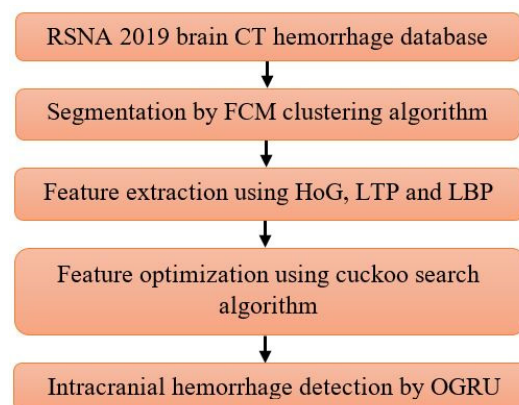 RSNA 2019 brain CT hemorrhage database
Segmentation by FCM clustering algorithm
Feature extraction using HoG, LTP and LBP
Feature optimization using cuckoo search
algorithm
Intracranial hemorrhage detection by OGRU